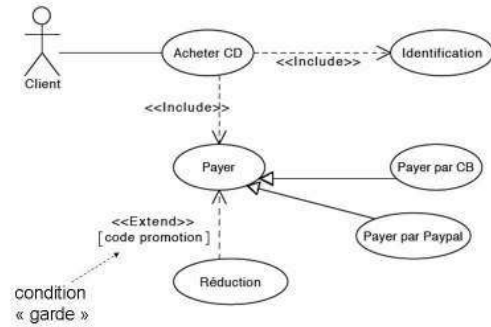 Acheter CD
Identification
<<Include>>
Client
<<Include>>
Payer
Payer par CB
<<Extend>>
[code promotion]
Payer par Paypal
Réduction
condition
« garde »